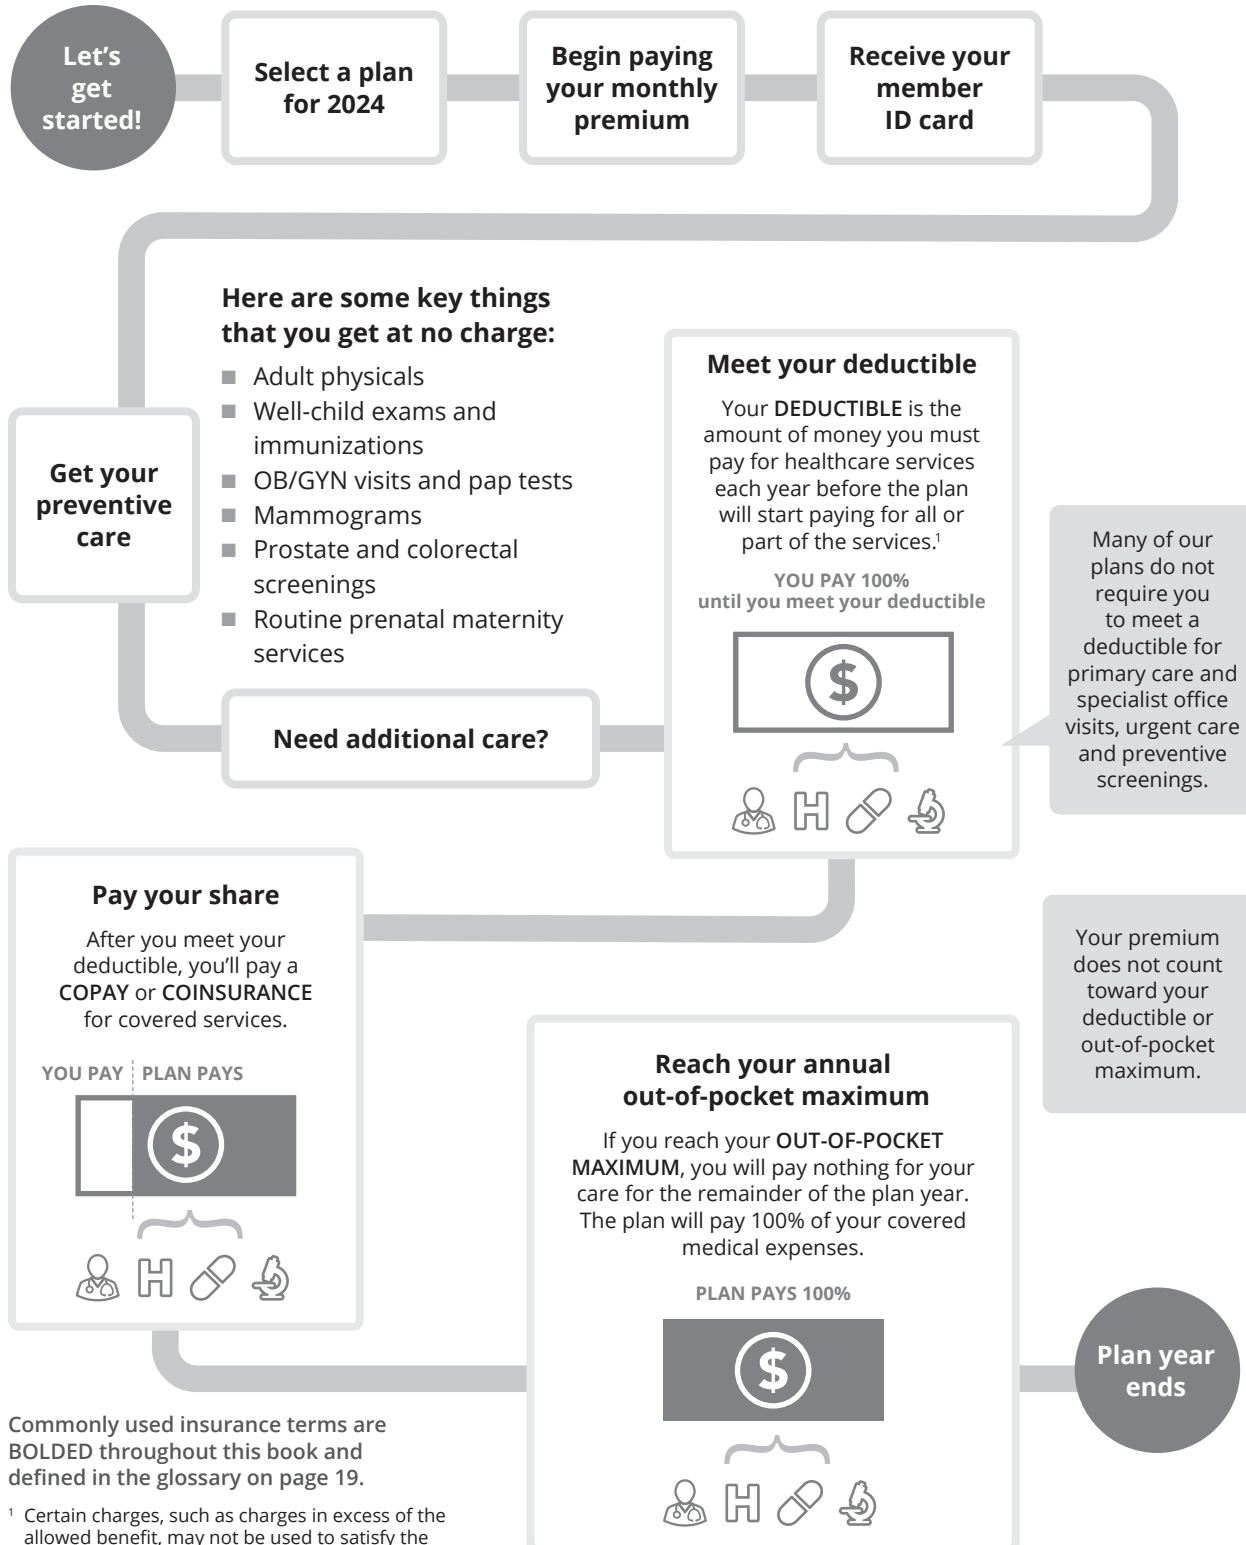 Let's
get
started!
Select a plan
for 2024
Begin paying
your monthly
premium
Receive your
member
ID card
Get your
preventive
care
Here are some key things
that you get at no charge:
■ Adult physicals
■ Well-child exams and
immunizations
■ OB/GYN visits and pap tests
■ Mammograms
■ Prostate and colorectal
screenings
■ Routine prenatal maternity
services
Need additional care?
Meet your deductible
Your DEDUCTIBLE is the
amount of money you must
pay for healthcare services
each year before the plan
will start paying for all or
part of the services.¹
YOU PAY 100%
until you meet your deductible
$
H
Many of our
plans do not
require you
to meet a
deductible for
primary care and
specialist office
visits, urgent care
and preventive
screenings.
Pay your share
After you meet your
deductible, you'll pay a
COPAY or COINSURANCE
for covered services.
YOU PAY PLAN PAYS
$
H
Your premium
does not count
toward your
deductible or
out-of-pocket
maximum.
Reach your annual
out-of-pocket maximum
If you reach your OUT-OF-POCKET
MAXIMUM, you will pay nothing for your
care for the remainder of the plan year.
The plan will pay 100% of your covered
medical expenses.
PLAN PAYS 100%
$
H
Plan year
ends
Commonly used insurance terms are
BOLDED throughout this book and
defined in the glossary on page 19.
¹ Certain charges, such as charges in excess of the
allowed benefit, may not be used to satisfy the